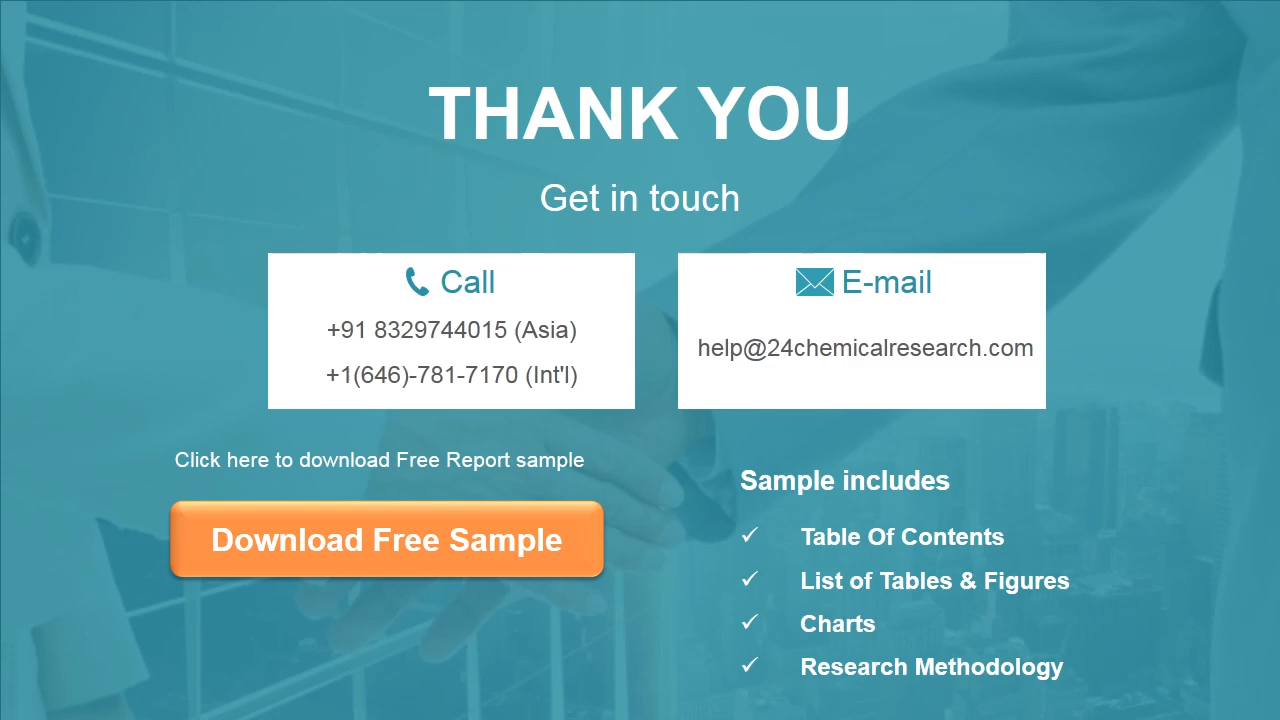 THANK YOU
Get in touch
Call
+91 8329744015 (Asia)
+1(646)-781-7170 (Int'l)
E-mail
help@24chemicalresearch.com
Click here to download Free Report sample
Download Free Sample
Sample includes
Table Of Contents
List of Tables & Figures
Charts
Research Methodology